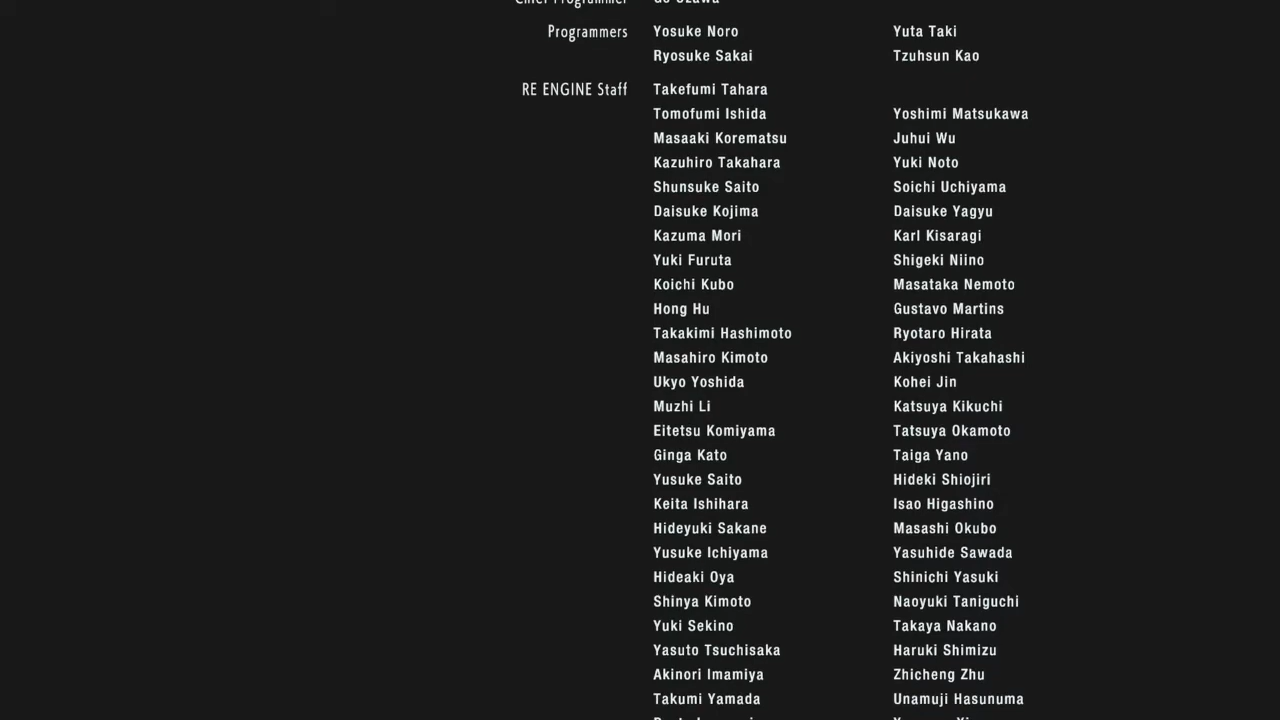 Chief Programmer Go Ozawa
Programmers Yosuke Noro Yuta Taki
Ryosuke Sakai Tzuhsun Kao
RE ENGINE Staff Takefumi Tahara
Tomofumi Ishida Yoshimi Matsukawa
Masaaki Korematsu Juhui Wu
Kazuhiro Takahara Yuki Noto
Shunsuke Saito Soichi Uchiyama
Daisuke Kojima Daisuke Yagyu
Kazuma Mori Karl Kisaragi
Yuki Furuta Shigeki Niino
Koichi Kubo Masataka Nemoto
Hong Hu Gustavo Martins
Takakimi Hashimoto Ryotaro Hirata
Masahiro Kimoto Akiyoshi Takahashi
Ukyo Yoshida Kohei Jin
Muzhi Li Katsuya Kikuchi
Eitetsu Komiyama Tatsuya Okamoto
Ginga Kato Taiga Yano
Yusuke Saito Hideki Shiojiri
Keita Ishihara Isao Higashino
Hideyuki Sakane Masashi Okubo
Yusuke Ichiyama Yasuhide Sawada
Hideaki Oya Shinichi Yasuki
Shinya Kimoto Naoyuki Taniguchi
Yuki Sekino Takaya Nakano
Yasuto Tsuchisaka Haruki Shimizu
Akinori Imamiya Zhicheng Zhu
Takumi Yamada Unamuji Hasunuma